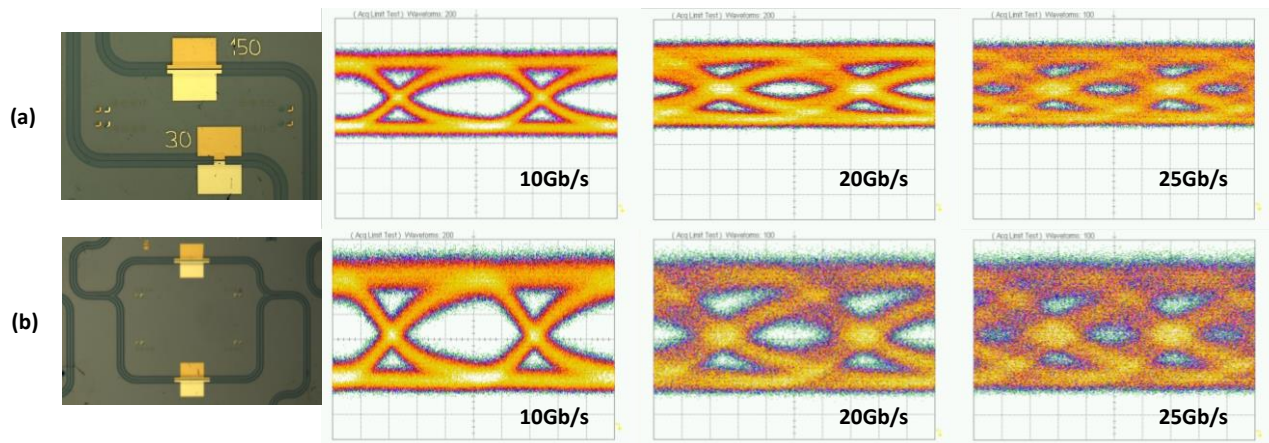 (a)
150
30
( Acq Limit Test ) Waveforms: 200
10Gb/s
( Acq Limit Test ) Waveforms: 200
20Gb/s
( Acq Limit Test ) Waveforms: 100
25Gb/s
(b)
( Acq Limit Test ) Waveforms: 200
10Gb/s
( Acq Limit Test ) Waveforms: 100
20Gb/s
( Acq Limit Test ) Waveforms: 100
25Gb/s